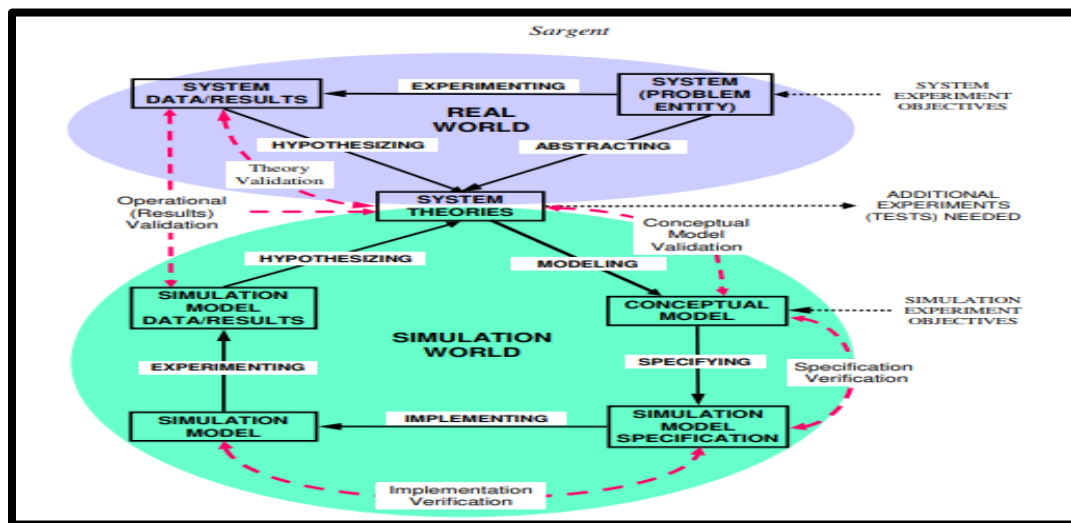 Sargent
SYSTEM
DATA/RESULTS
EXPERIMENTING
SYSTEM
(PROBLEM
ENTITY)
SYSTEM
EXPERIMENT
OBJECTIVES
REAL
WORLD
HYPOTHESIZING
ABSTRACTING
Theory
Validation
Operational
(Results)
Validation
SYSTEM
THEORIES
ADDITIONAL
EXPERIMENTS
(TESTS) NEEDED
Conceptual
Model
Validation
HYPOTHESIZING
MODELING
SIMULATION
MODEL
DATA/RESULTS
CONCEPTUAL
MODEL
SIMULATION
EXPERIMENT
OBJECTIVES
SIMULATION
WORLD
EXPERIMENTING
SPECIFYING
Specification
Verification
SIMULATION
MODEL
IMPLEMENTING
SIMULATION
MODEL
SPECIFICATION
Implementation
Verification